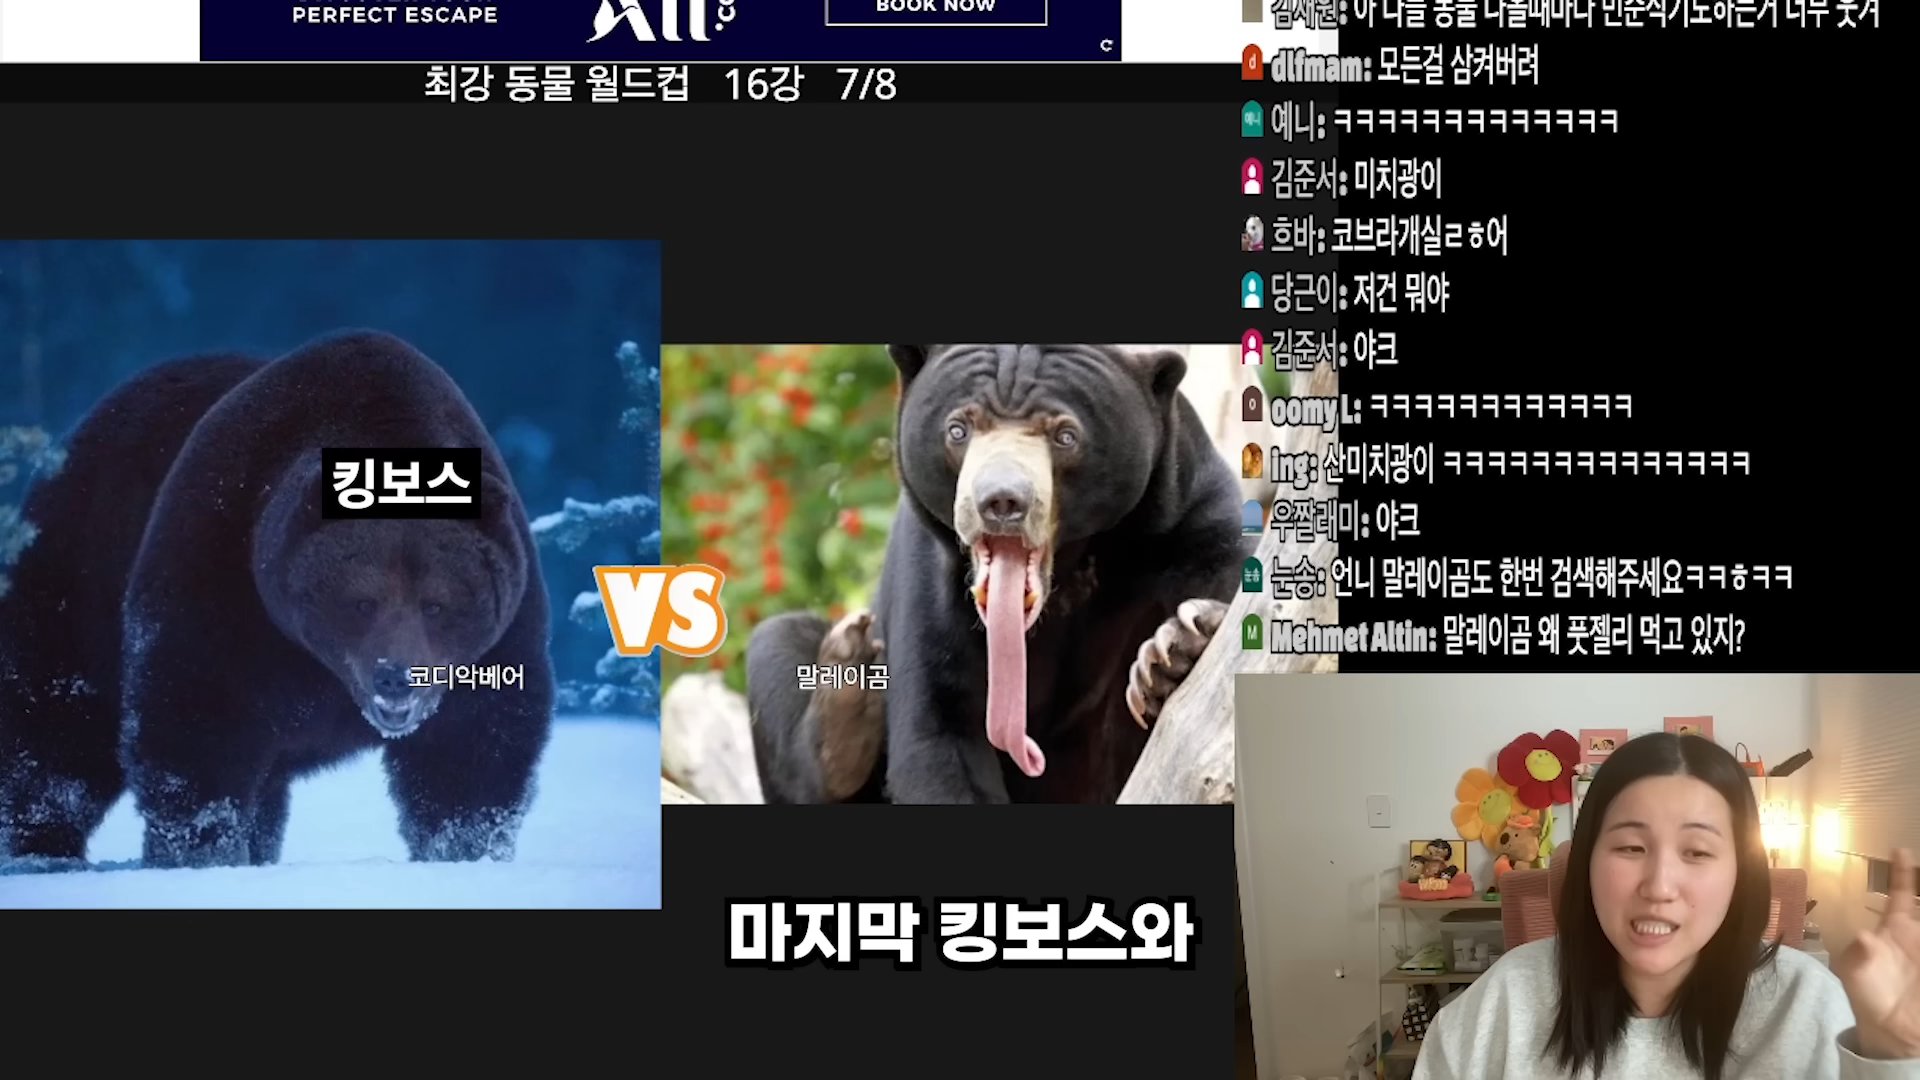 PERFECT ESCAPE
BOOK NOW
최강 동물 월드컵 16강 7/8
킹보스
VS
코디악베어
말레이곰
마지막 킹보스와
dlfmam: 모든걸 삼켜버려
예니: ㅋㅋㅋㅋㅋㅋㅋㅋㅋㅋㅋㅋㅋ
김준서: 미치광이
흐바: 코브라개실ㄹㅎ어
당근이: 저건 뭐야
김준서: 야크
oomy L: ㅋㅋㅋㅋㅋㅋㅋㅋㅋㅋㅋㅋ
ing: 산미치광이 ㅋㅋㅋㅋㅋㅋㅋㅋㅋㅋㅋㅋㅋㅋ
우짤래미: 야크
눈송: 언니 말레이곰도 한번 검색해주세요ㅋㅋㅎㅋㅋ
Mehmet Altin: 말레이곰 왜 풋젤리 먹고 있지?